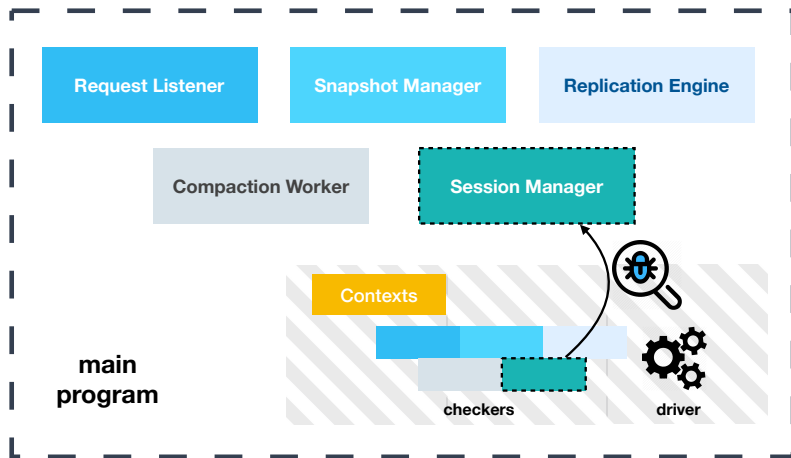 Request Listener
Snapshot Manager
Replication Engine
Compaction Worker
Session Manager
Contexts
main
program
checkers
driver